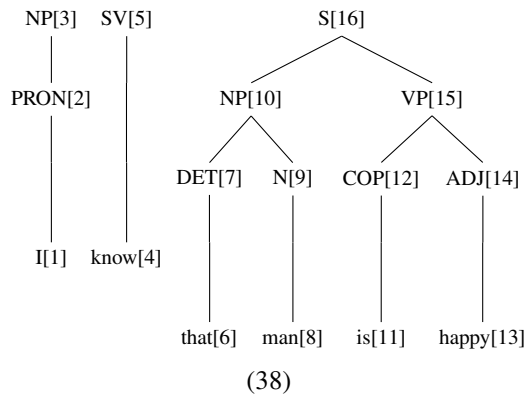 NP[3] SV[5] S[16]
PRON[2] NP[10] VP[15]
DET[7] N[9] COP[12] ADJ[14]
I[1] know[4]
that[6] man[8] is[11] happy[13]
(38)